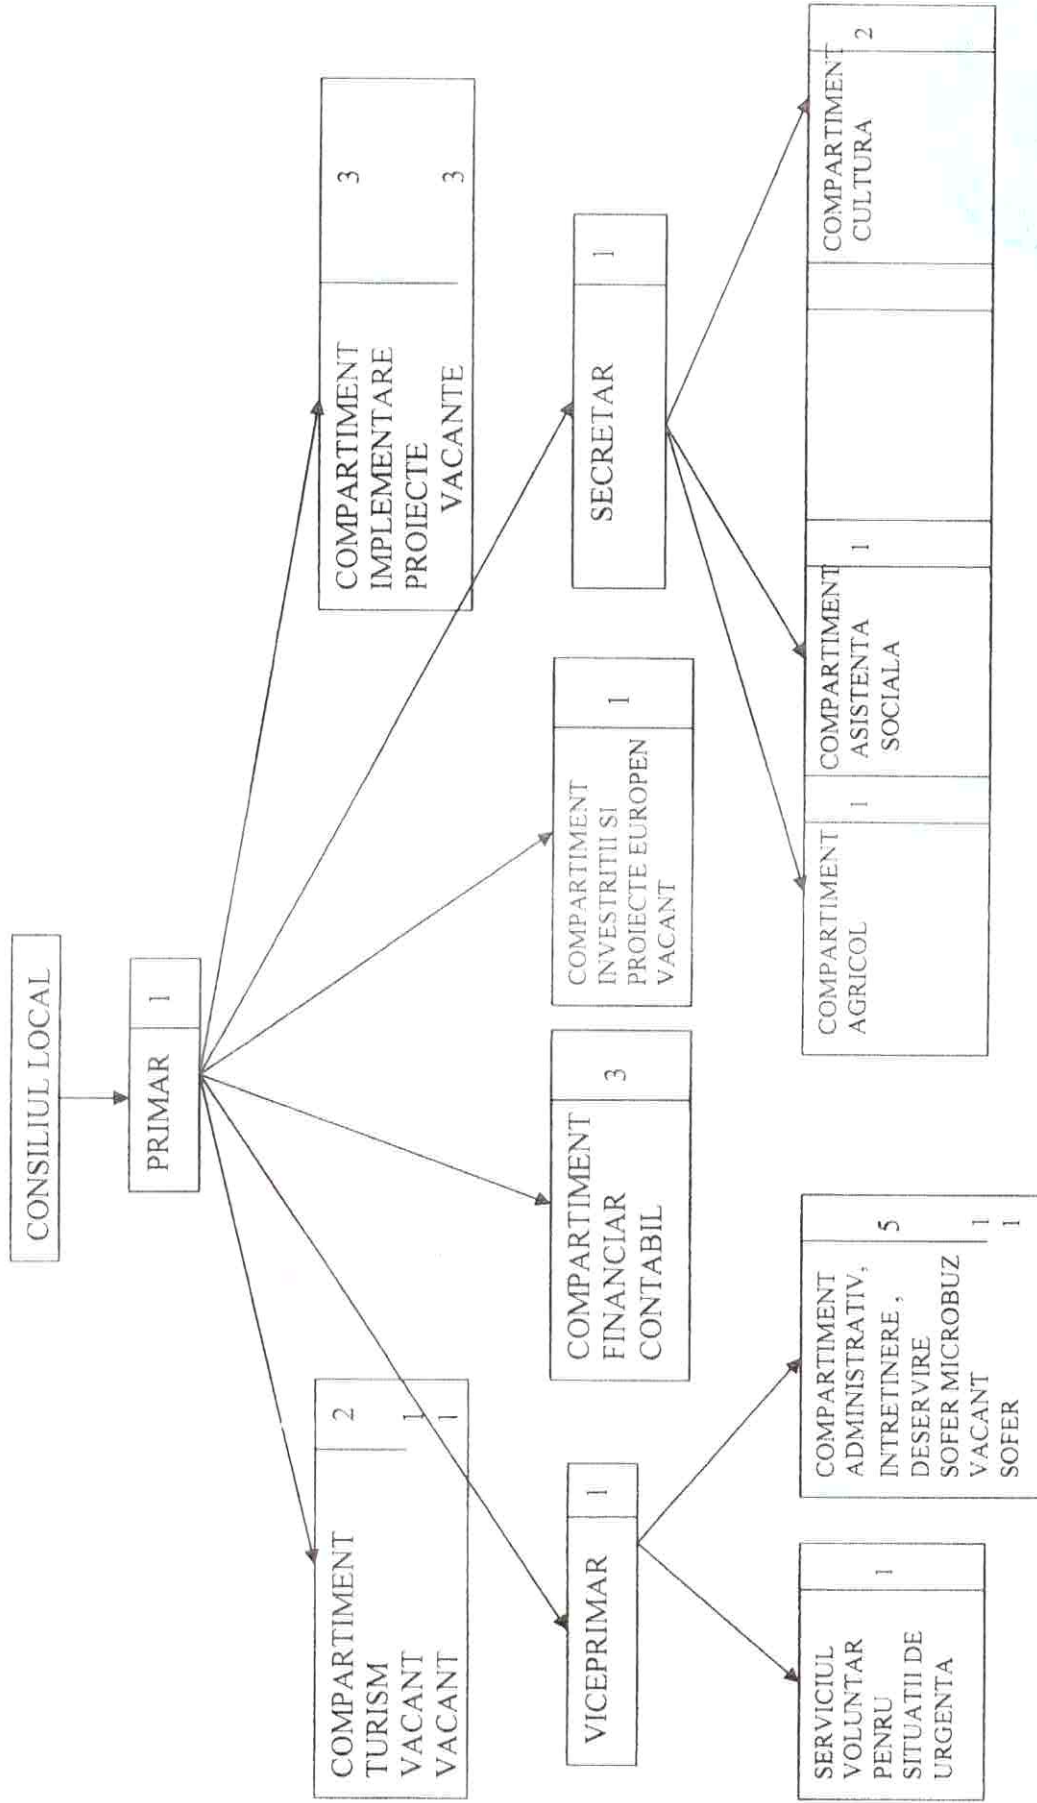 CONSILIUL LOCAL
PRIMAR 1
COMPARTIMENT 2
TURISM
VACANT 1
VACANT 1
COMPARTIMENT 3
IMPLEMENTARE
PROIECTE
VACANTE 3
VICEPRIMAR 1
COMPARTIMENT
FINANCIAR 3
CONTABIL
COMPARTIMENT
INVESTRITII SI 1
PROIECTE EUROPEN
VACANT
SECRETAR 1
SERVICIUL
VOLUNTAR
PENRU 1
SITUATII DE
URGENTA
COMPARTIMENT
ADMINISTRATIV,
INTRETINERE , 5
DESERVIRE
SOFER MICROBUZ
VACANT 1
SOFER 1
COMPARTIMENT
AGRICOL 1
COMPARTIMENT
ASISTENTA 1
SOCIALA
COMPARTIMENT
CULTURA 2